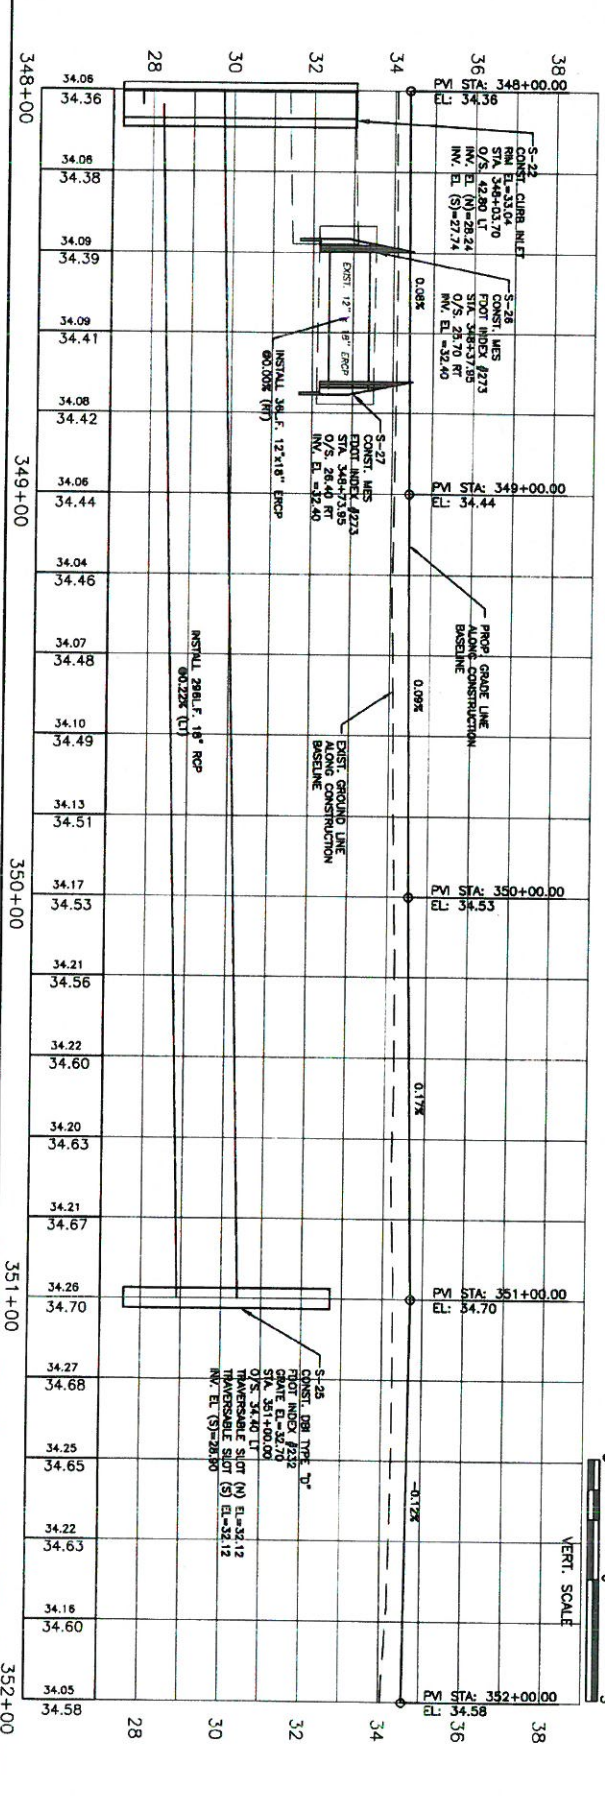 38
36
34
32
30
28
PVI STA: 348+00.00
EL: 34.36
S-22
CONST. CURB INLET
RIM EL=33.04
STA. 348+03.70
O/S. 42.80 LT
INV. EL (N)=28.24
INV. EL (S)=27.74
S-26
CONST. MES
FDOT INDEX #273
STA. 348+37.95
O/S. 25.70 RT
INV. EL =32.40
0.08%
EXIST. 12" x 18" ERCP
INSTALL 36L.F. 12"x18" ERCP
@0.00% (RT)
S-27
CONST. MES
FDOT INDEX #273
STA. 348+73.95
O/S. 26.40 RT
INV. EL =32.40
PVI STA: 349+00.00
EL: 34.44
PROP. GRADE LINE
ALONG CONSTRUCTION
BASELINE
0.09%
EXIST. GROUND LINE
ALONG CONSTRUCTION
BASELINE
INSTALL 296L.F. 18" RCP
@0.22% (LT)
PVI STA: 350+00.00
EL: 34.53
0.17%
PVI STA: 351+00.00
EL: 34.70
S-25
CONST. DBI TYPE "D"
FDOT INDEX #232
GRATE EL=32.70
STA. 351+00.00
O/S. 34.40 LT
TRAVERSABLE SLOT (N) EL=32.12
TRAVERSABLE SLOT (S) EL=32.12
INV. EL (S)=28.90
-0.12%
VERT. SCALE
PVI STA: 352+00.00
EL: 34.58
38
36
34
32
30
28
34.06 34.06 34.09 34.09 34.08 34.06 34.04 34.07 34.10 34.13 34.17 34.21 34.22 34.20 34.21 34.26 34.27 34.25 34.22 34.16 34.05
34.36 34.38 34.39 34.41 34.42 34.44 34.46 34.48 34.49 34.51 34.53 34.56 34.60 34.63 34.67 34.70 34.68 34.65 34.63 34.60 34.58
348+00 349+00 350+00 351+00 352+00